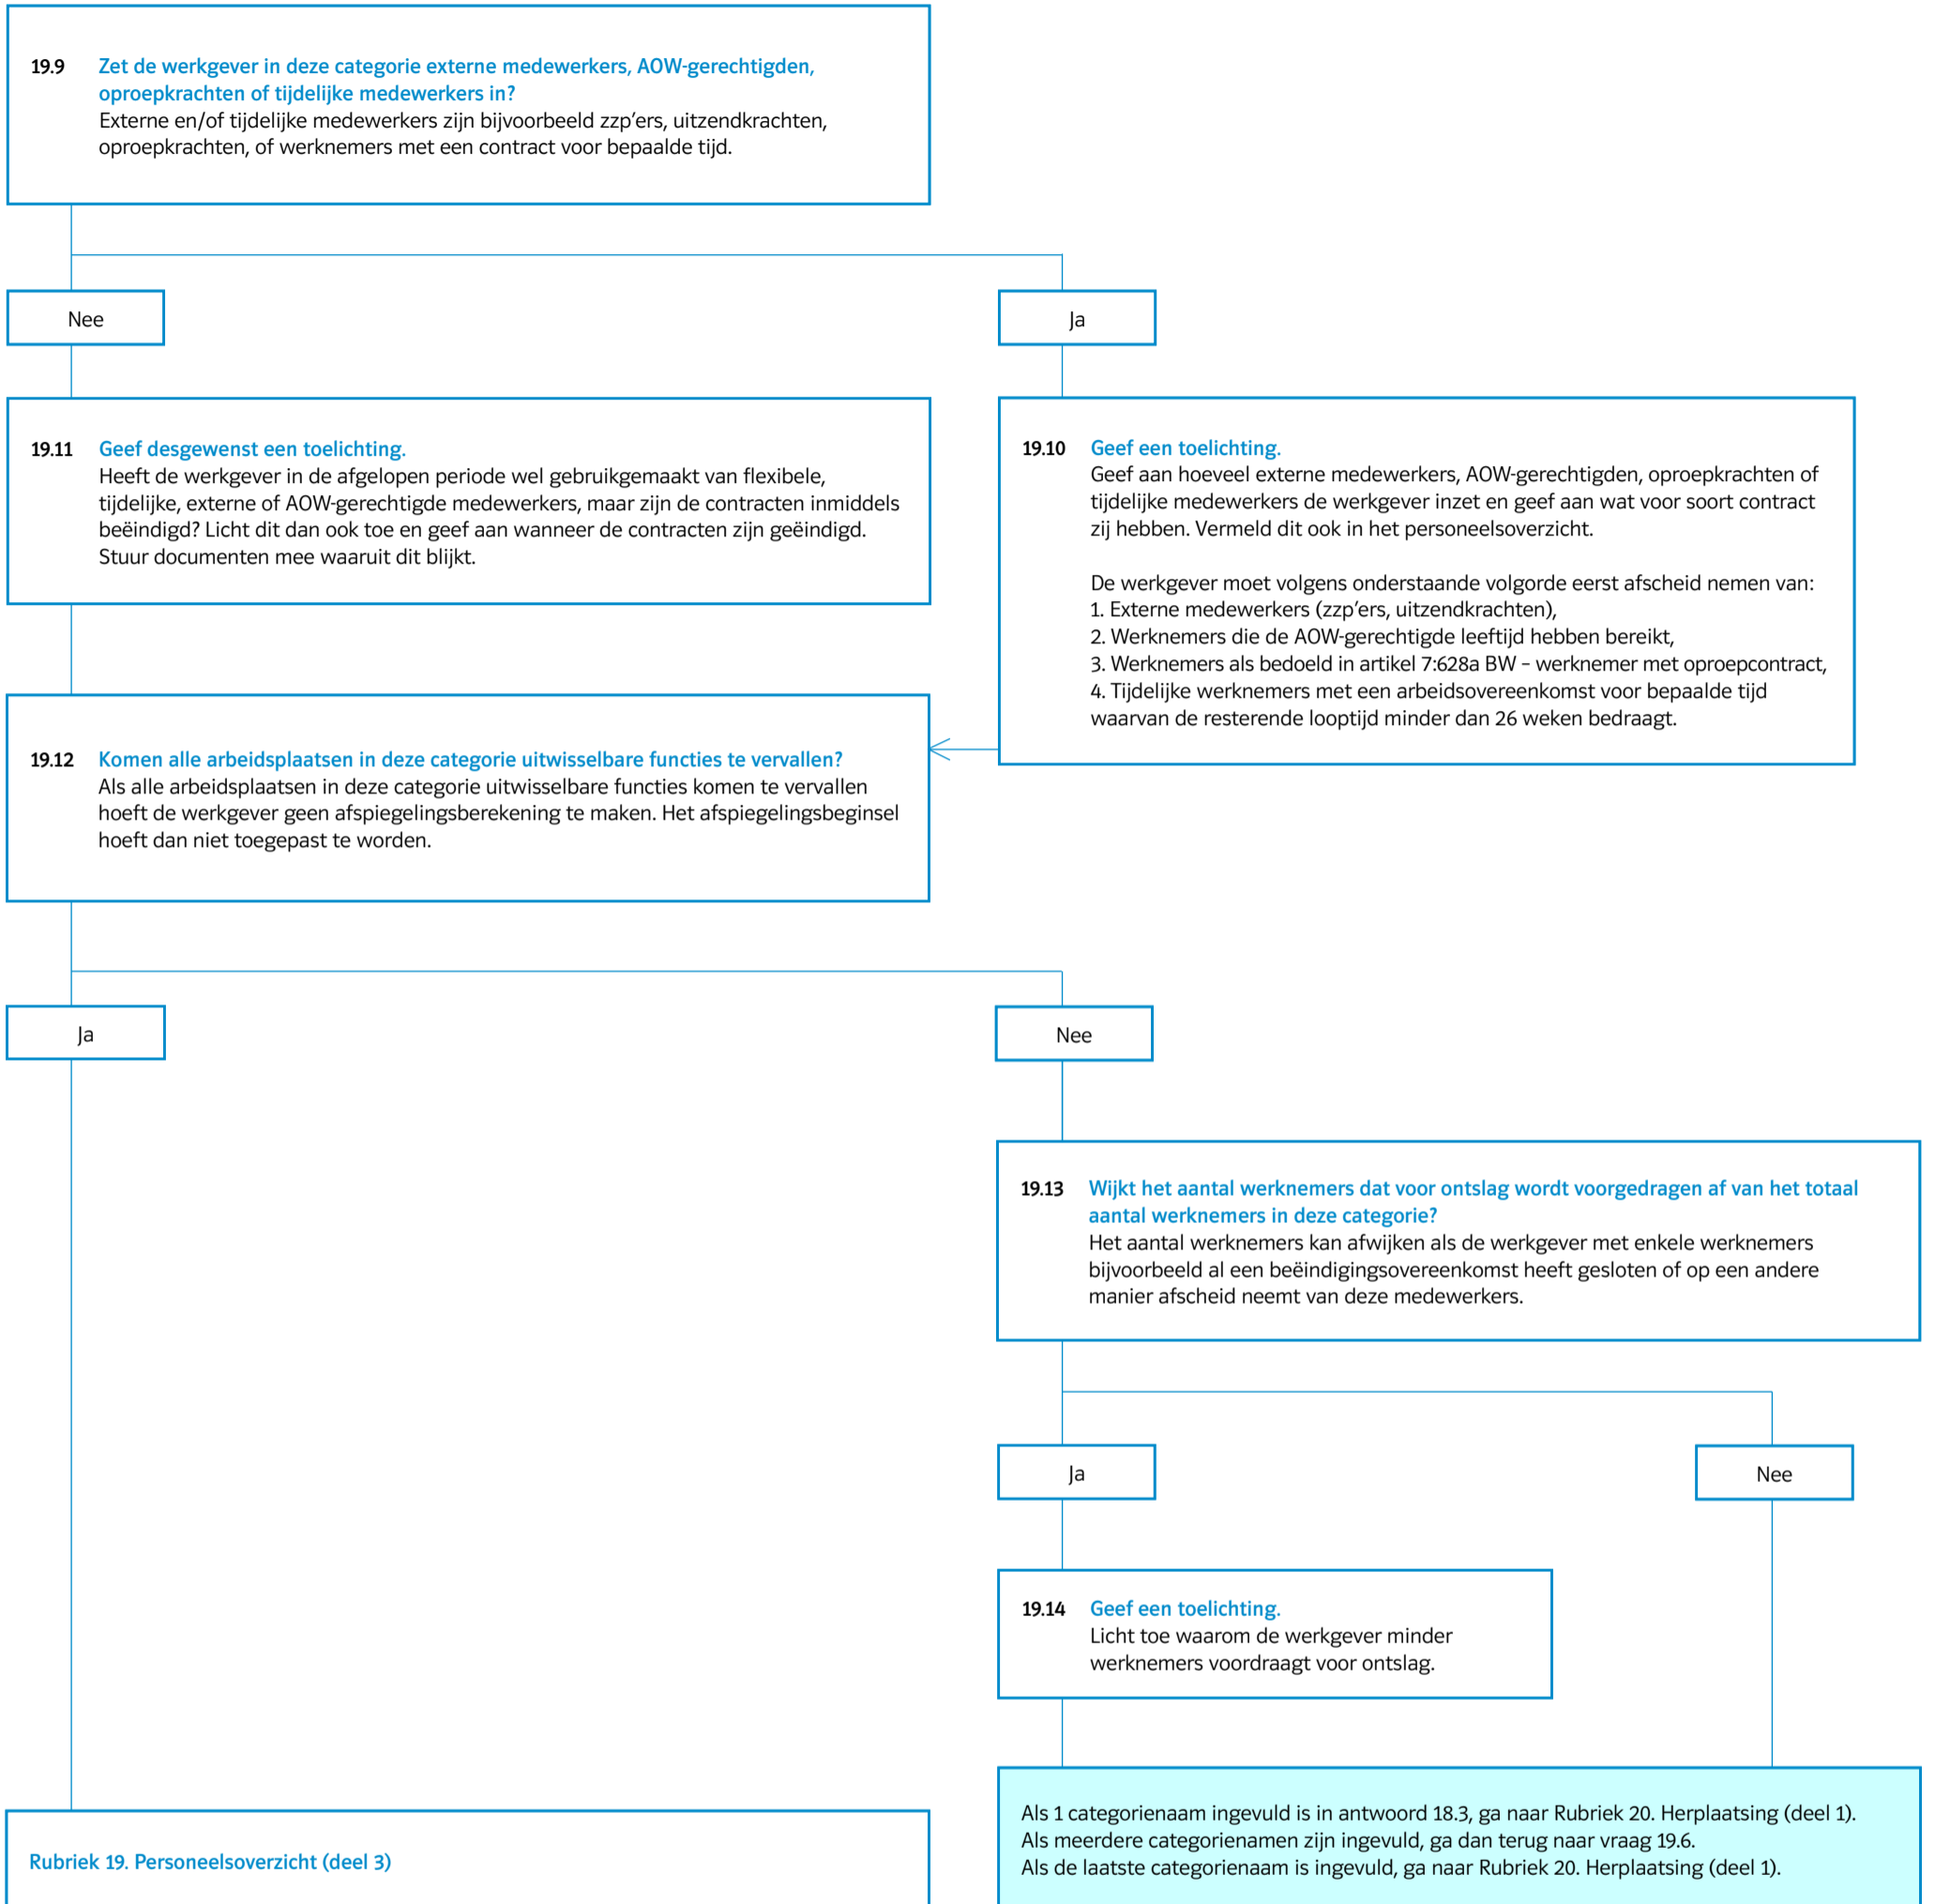 19.9 Zet de werkgever in deze categorie externe medewerkers, AOW-gerechtigden,
oproepkrachten of tijdelijke medewerkers in?
Externe en/of tijdelijke medewerkers zijn bijvoorbeeld zzp'ers, uitzendkrachten,
oproepkrachten, of werknemers met een contract voor bepaalde tijd.
Nee
Ja
19.11 Geef desgewenst een toelichting.
Heeft de werkgever in de afgelopen periode wel gebruikgemaakt van flexibele,
tijdelijke, externe of AOW-gerechtigde medewerkers, maar zijn de contracten inmiddels
beëindigd? Licht dit dan ook toe en geef aan wanneer de contracten zijn geëindigd.
Stuur documenten mee waaruit dit blijkt.
19.10 Geef een toelichting.
Geef aan hoeveel externe medewerkers, AOW-gerechtigden, oproepkrachten of
tijdelijke medewerkers de werkgever inzet en geef aan wat voor soort contract
zij hebben. Vermeld dit ook in het personeelsoverzicht.
De werkgever moet volgens onderstaande volgorde eerst afscheid nemen van:
1. Externe medewerkers (zzp'ers, uitzendkrachten),
2. Werknemers die de AOW-gerechtigde leeftijd hebben bereikt,
3. Werknemers als bedoeld in artikel 7:628a BW – werknemer met oproepcontract,
4. Tijdelijke werknemers met een arbeidsovereenkomst voor bepaalde tijd
waarvan de resterende looptijd minder dan 26 weken bedraagt.
19.12 Komen alle arbeidsplaatsen in deze categorie uitwisselbare functies te vervallen?
Als alle arbeidsplaatsen in deze categorie uitwisselbare functies komen te vervallen
hoeft de werkgever geen afspiegelingsberekening te maken. Het afspiegelingsbeginsel
hoeft dan niet toegepast te worden.
Ja
Nee
19.13 Wijkt het aantal werknemers dat voor ontslag wordt voorgedragen af van het totaal
aantal werknemers in deze categorie?
Het aantal werknemers kan afwijken als de werkgever met enkele werknemers
bijvoorbeeld al een beëindigingsovereenkomst heeft gesloten of op een andere
manier afscheid neemt van deze medewerkers.
Ja
Nee
19.14 Geef een toelichting.
Licht toe waarom de werkgever minder
werknemers voordraagt voor ontslag.
Rubriek 19. Personeelsoverzicht (deel 3)
Als 1 categorienaam ingevuld is in antwoord 18.3, ga naar Rubriek 20. Herplaatsing (deel 1).
Als meerdere categorienamen zijn ingevuld, ga dan terug naar vraag 19.6.
Als de laatste categorienaam is ingevuld, ga naar Rubriek 20. Herplaatsing (deel 1).